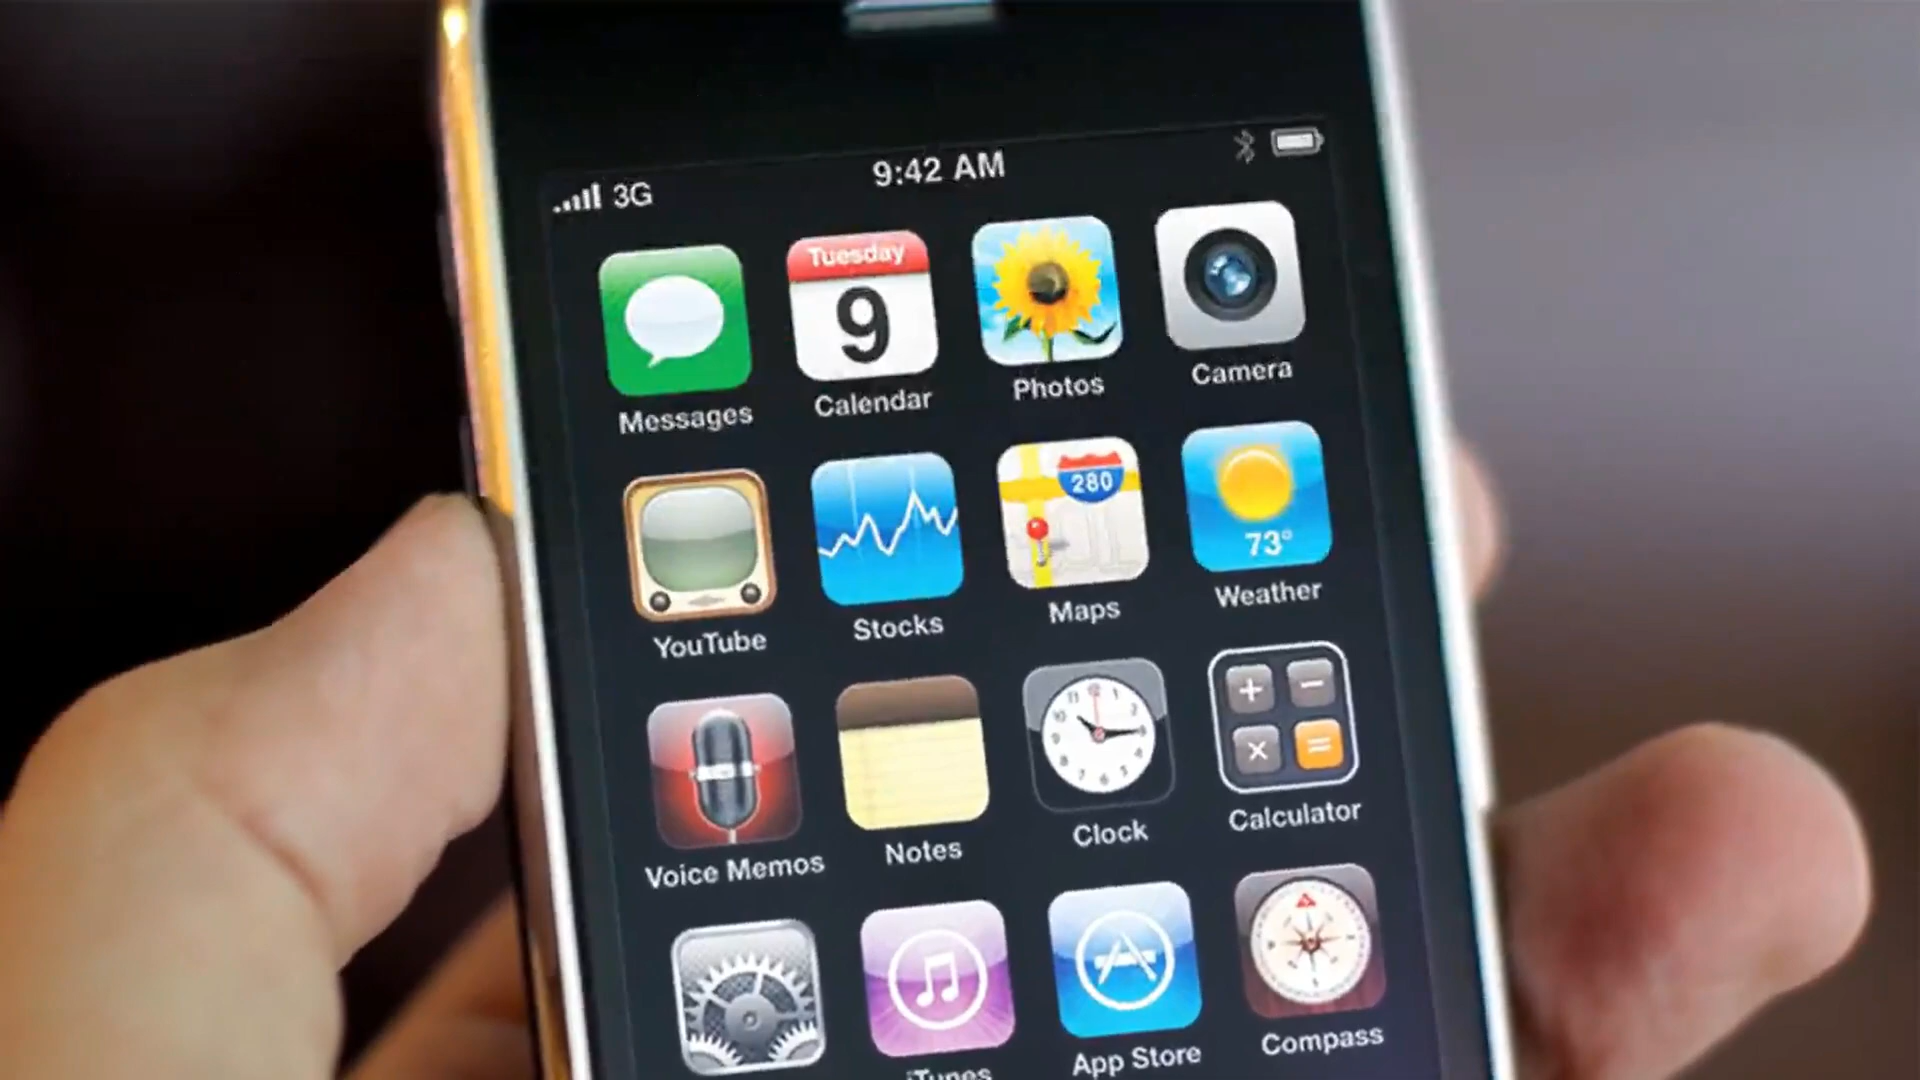 3G 9:42 AM
Tuesday
9
Messages Calendar Photos Camera
280
73°
YouTube Stocks Maps Weather
Voice Memos Notes Clock Calculator
iTunes App Store Compass